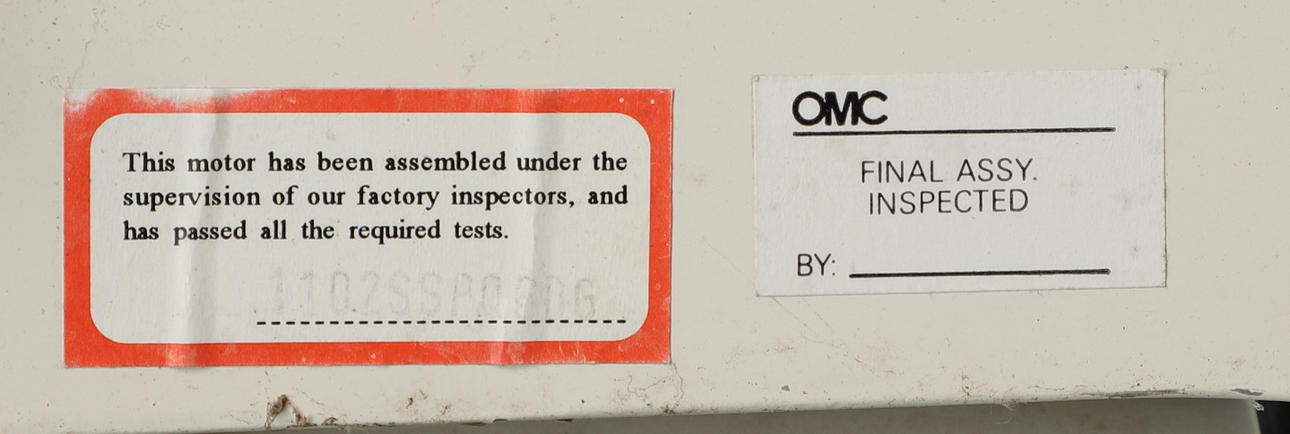 This motor has been assembled under the
supervision of our factory inspectors, and
has passed all the required tests.
OMC
FINAL ASSY.
INSPECTED
BY: